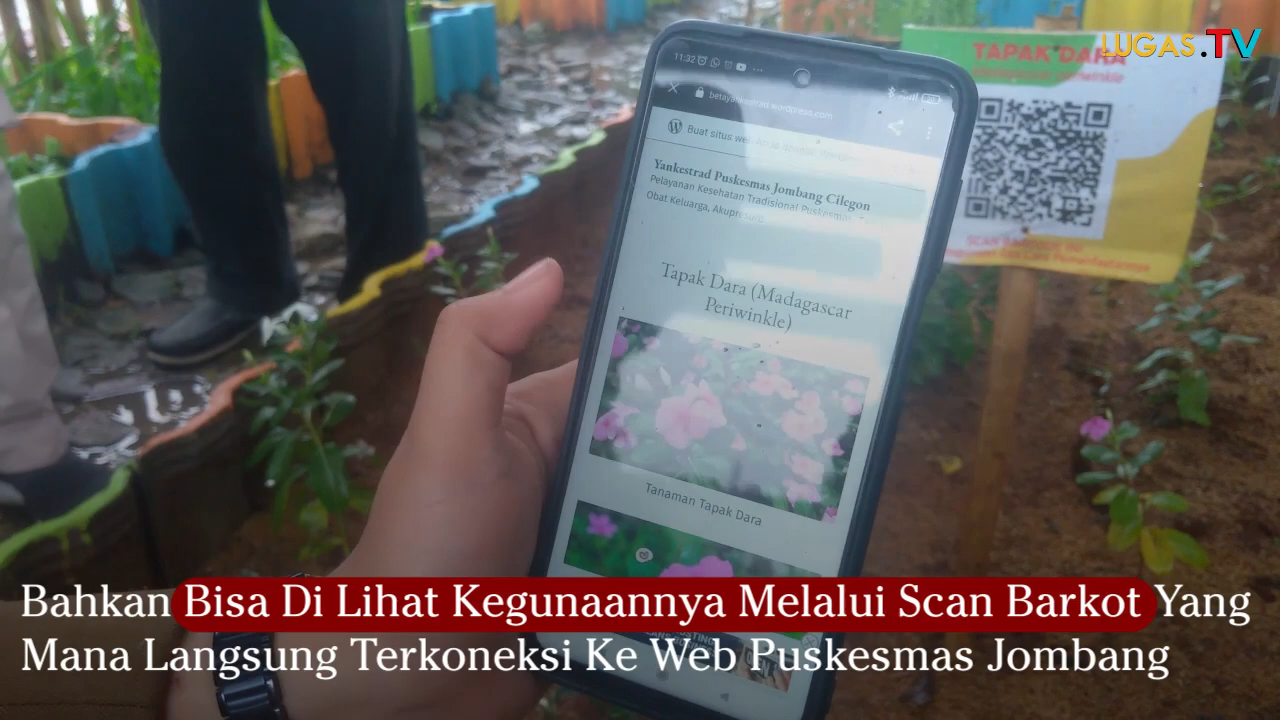 LUGAS.TV
TAPAK DARA
11:32
betayankestrad.wordpress.com
Buat situs web
Yankestrad Puskesmas Jombang Cilegon
Pelayanan Kesehatan Tradisional Puskesmas
Obat Keluarga, Akupresur
Tapak Dara (Madagascar
Periwinkle)
Tanaman Tapak Dara
Bahkan Bisa Di Lihat Kegunaannya Melalui Scan Barkot Yang
Mana Langsung Terkoneksi Ke Web Puskesmas Jombang